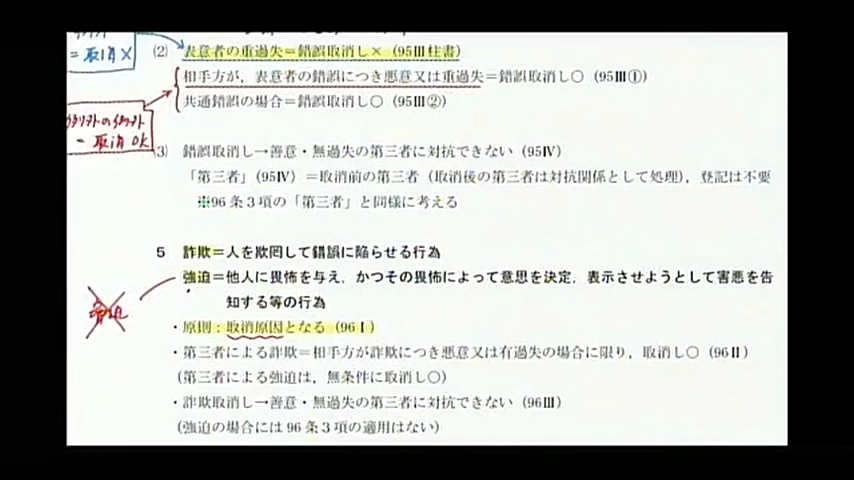 ＝取消×
(2) 表意者の重過失＝錯誤取消し×（95Ⅲ柱書）
相手方が，表意者の錯誤につき悪意又は重過失＝錯誤取消し○（95Ⅲ①）
共通錯誤の場合＝錯誤取消し○（95Ⅲ②）
＝取消OK
3) 錯誤取消し→善意・無過失の第三者に対抗できない（95Ⅳ）
「第三者」（95Ⅳ）＝取消前の第三者（取消後の第三者は対抗関係として処理），登記は不要
※96条3項の「第三者」と同様に考える
5 詐欺＝人を欺罔して錯誤に陥らせる行為
強迫＝他人に畏怖を与え，かつその畏怖によって意思を決定，表示させようとして害悪を告
知する等の行為
・原則：取消原因となる（96Ⅰ）
・第三者による詐欺＝相手方が詐欺につき悪意又は有過失の場合に限り，取消し○（96Ⅱ）
（第三者による強迫は，無条件に取消し○）
・詐欺取消し→善意・無過失の第三者に対抗できない（96Ⅲ）
（強迫の場合には96条3項の適用はない）